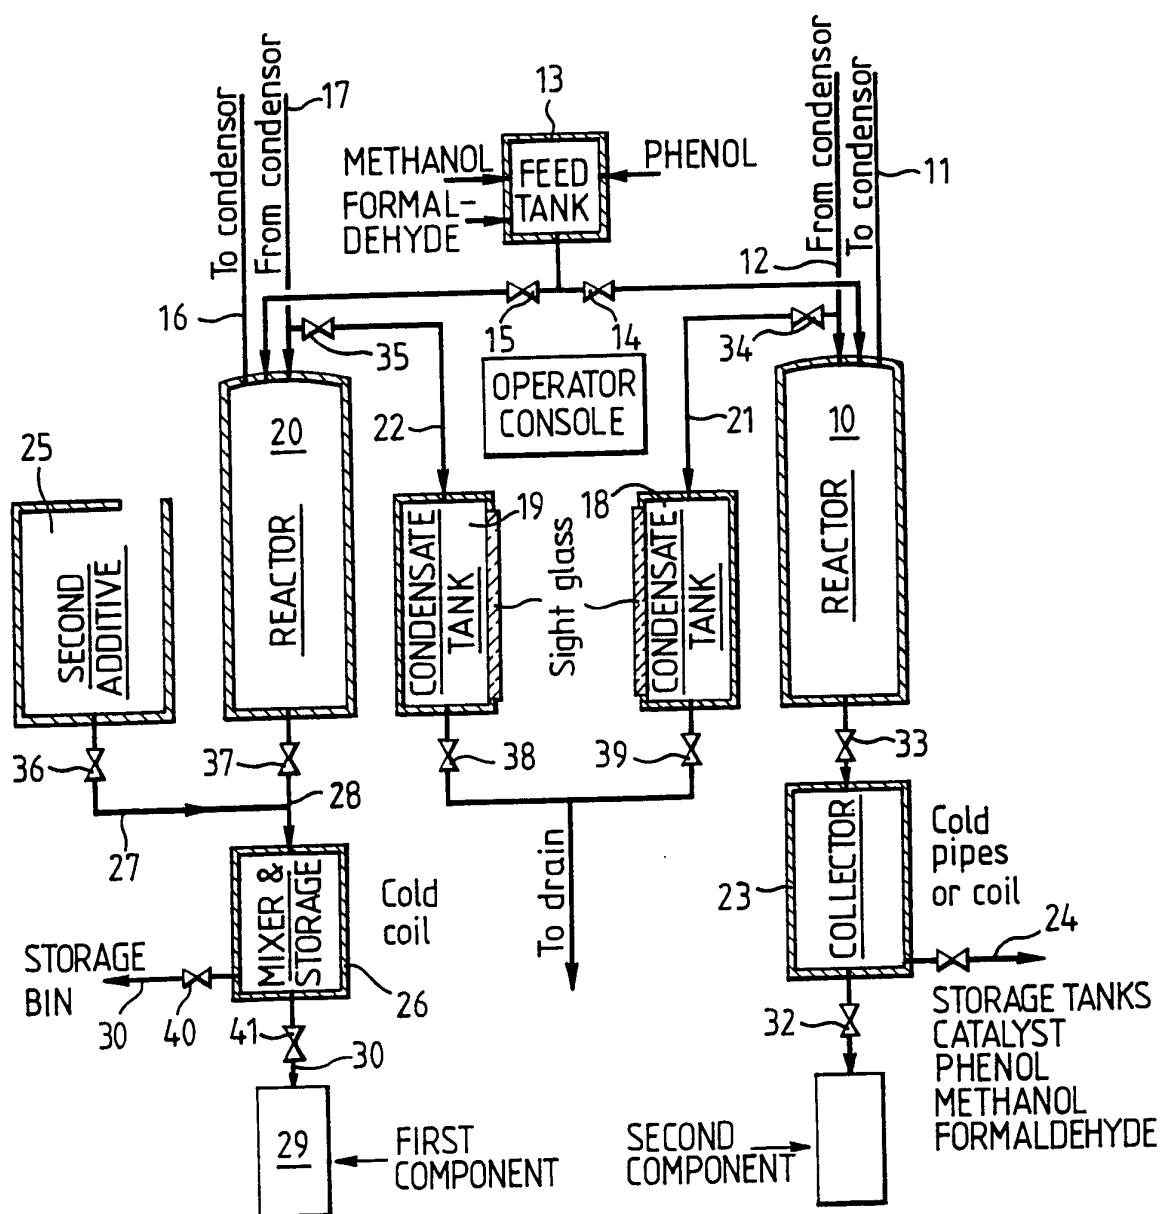 To condensor
From condensor
17
13
METHANOL
FORMAL-
DEHYDE
FEED
TANK
PHENOL
From condensor
To condensor
11
12
16
15
14
35
34
OPERATOR
CONSOLE
22
21
25
SECOND
ADDITIVE
20
REACTOR
19
CONDENSATE
TANK
Sight glass
18
CONDENSATE
TANK
10
REACTOR
36
37
38
39
33
28
27
To drain
MIXER &
STORAGE
Cold
coil
26
STORAGE
BIN
30
40
41
30
23
COLLECTOR
Cold
pipes
or coil
24
32
STORAGE TANKS
CATALYST
PHENOL
METHANOL
FORMALDEHYDE
29
FIRST
COMPONENT
SECOND
COMPONENT